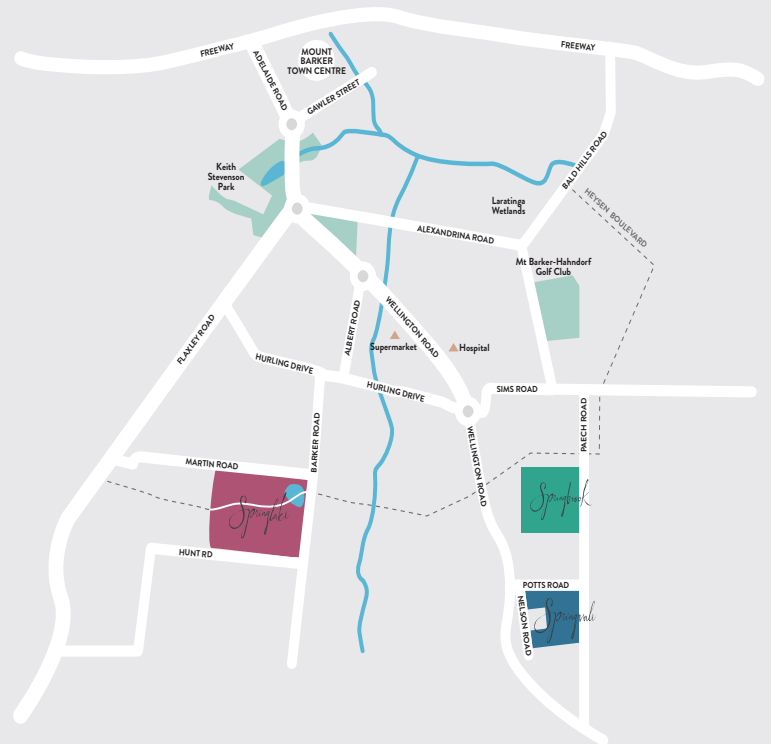 FREEWAY
MOUNT
BARKER
TOWN CENTRE
FREEWAY
ADELAIDE ROAD
GAWLER STREET
Keith
Stevenson
Park
BALD HILLS ROAD
Laratinga
Wetlands
HEYSEN BOULEVARD
ALEXANDRINA ROAD
Mt Barker-Hahndorf
Golf Club
FLAXLEY ROAD
ALBERT ROAD
WELLINGTON ROAD
Supermarket
Hospital
HURLING DRIVE
HURLING DRIVE
SIMS ROAD
BARKER ROAD
PAECH ROAD
WELLINGTON ROAD
MARTIN ROAD
Springlake
Springbrook
HUNT RD
POTTS ROAD
NELSON ROAD
Springvale